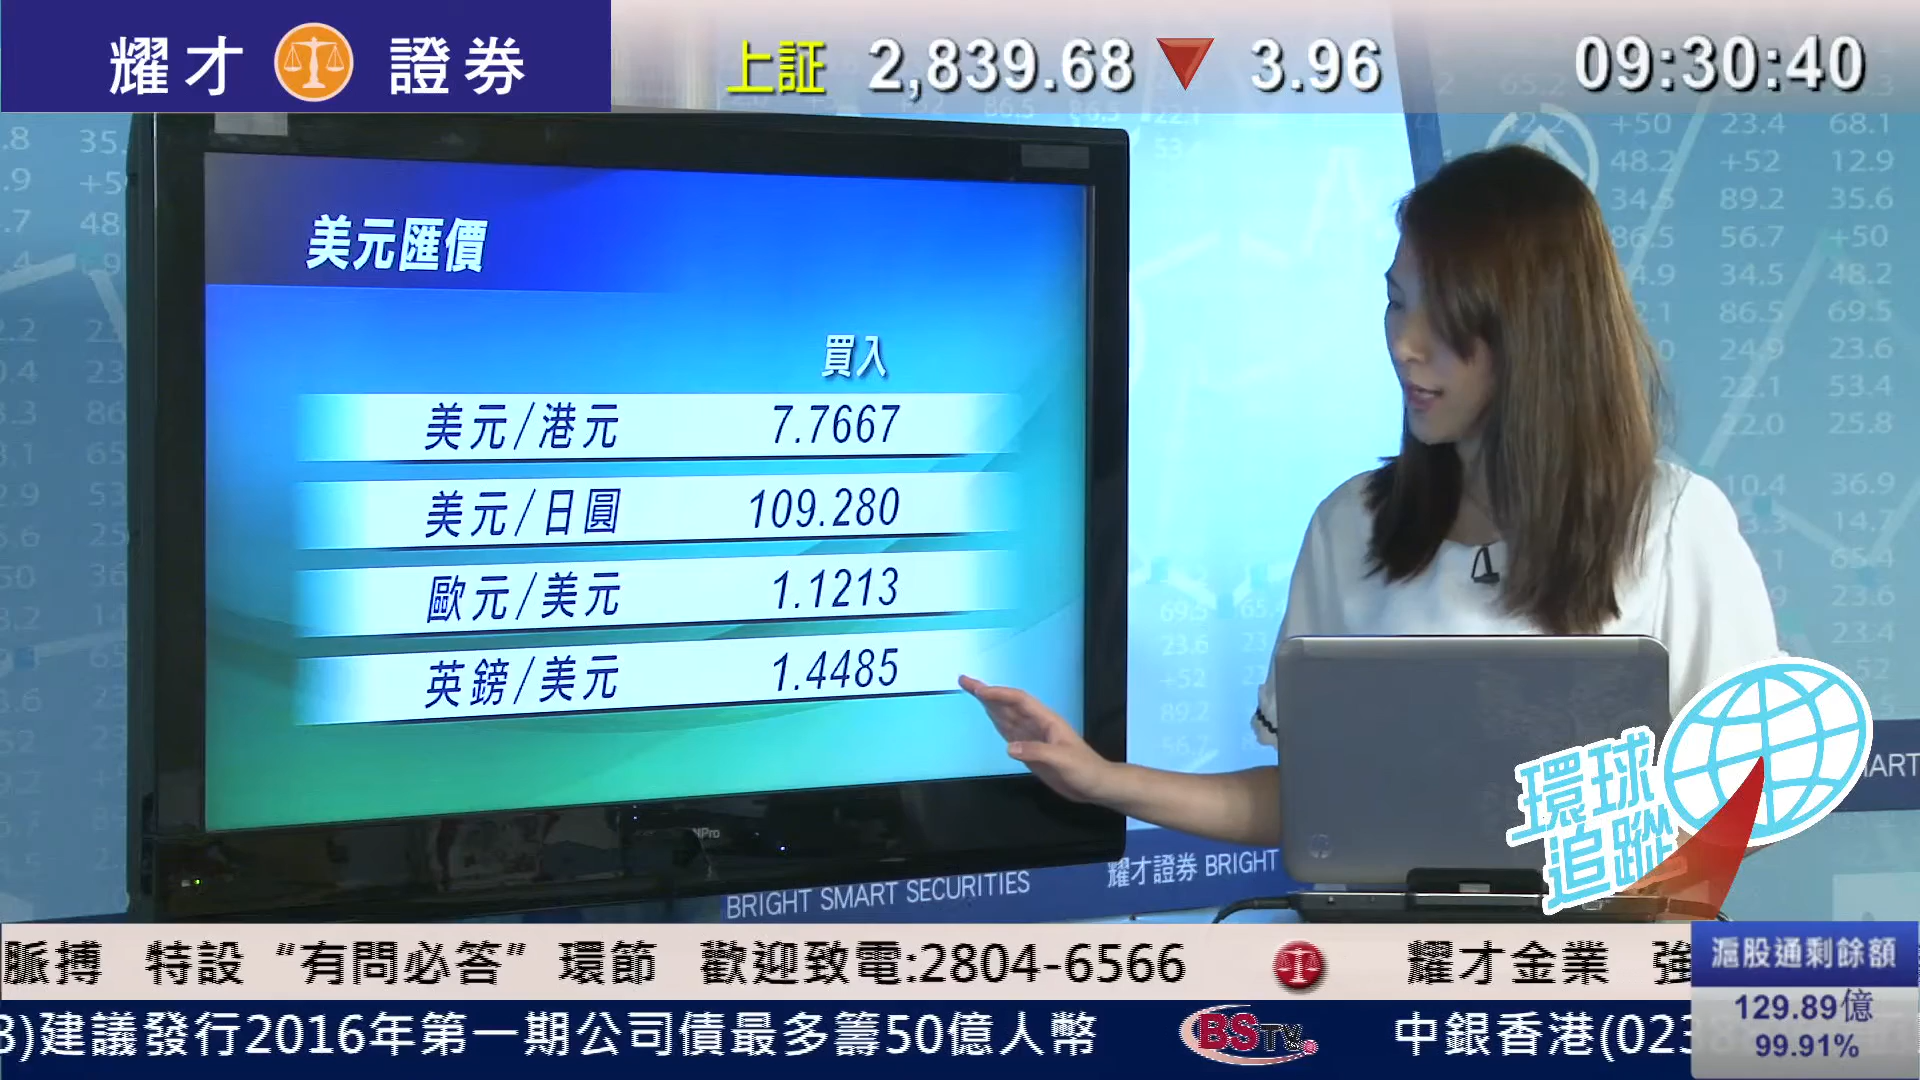 耀才 證券
上証 2,839.68 ▼ 3.96
09:30:40
美元匯價
買入
美元/港元 7.7667
美元/日圓 109.280
歐元/美元 1.1213
英鎊/美元 1.4485
BRIGHT SMART SECURITIES
耀才證券 BRIGHT
環球
追蹤
脈搏 特設“有問必答”環節 歡迎致電:2804-6566 耀才金業 強
滬股通剩餘額
129.89億
99.91%
3)建議發行2016年第一期公司債最多籌50億人幣 BSTV 中銀香港(023